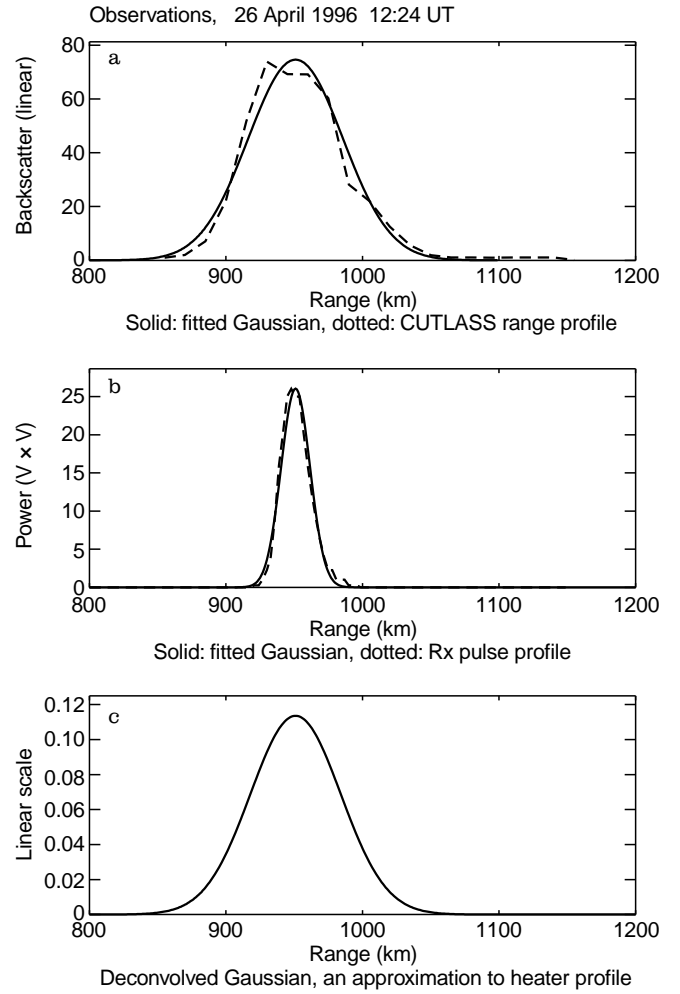 Observations, 26 April 1996 12:24 UT
a
Backscatter (linear)
80
60
40
20
0
800 900 1000 1100 1200
Range (km)
Solid: fitted Gaussian, dotted: CUTLASS range profile
b
Power (V × V)
25
20
15
10
5
0
800 900 1000 1100 1200
Range (km)
Solid: fitted Gaussian, dotted: Rx pulse profile
c
Linear scale
0.12
0.10
0.08
0.06
0.04
0.02
0
800 900 1000 1100 1200
Range (km)
Deconvolved Gaussian, an approximation to heater profile